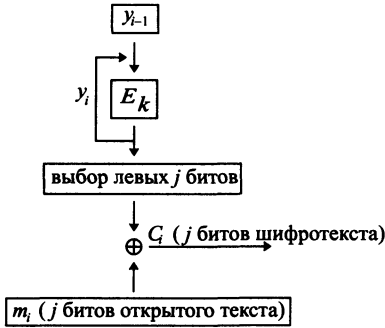 y_{i-1}
y_i
E_k
выбор левых j битов
C_i ( j битов шифротекста)
m_i ( j битов открытого текста)